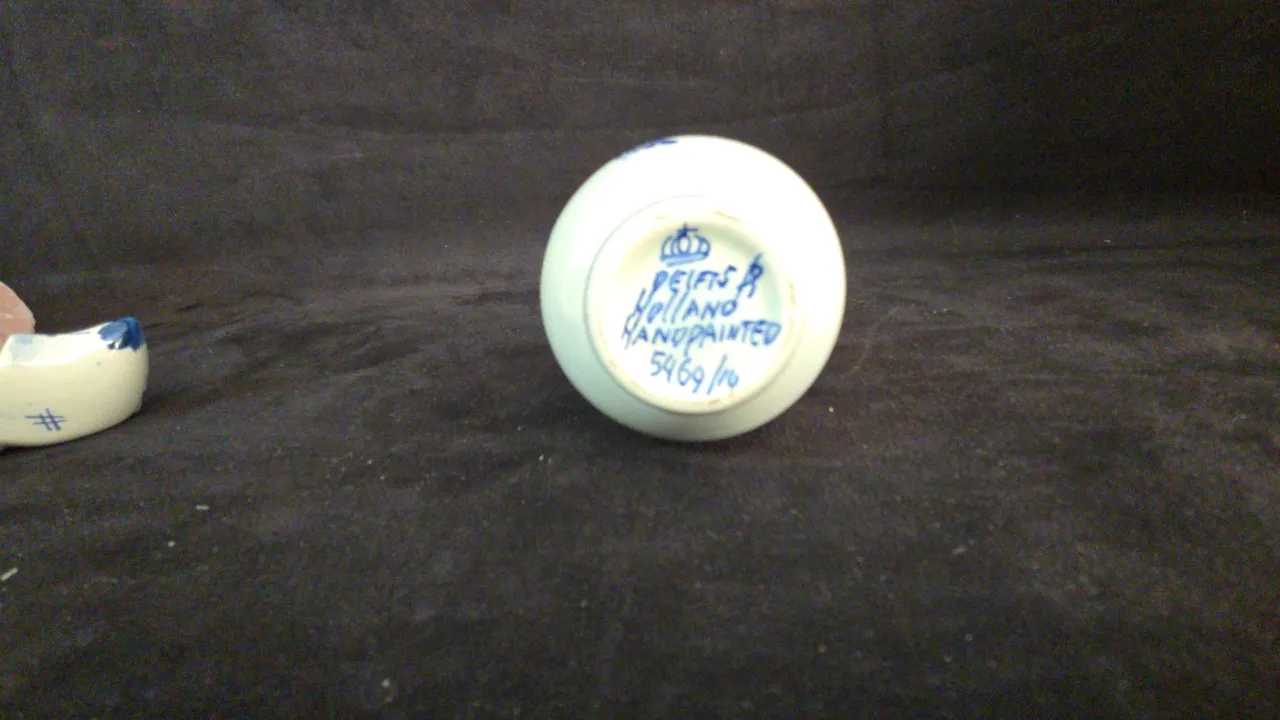 DElFTS
HollAND
HANDPAINTED
5469/10
#